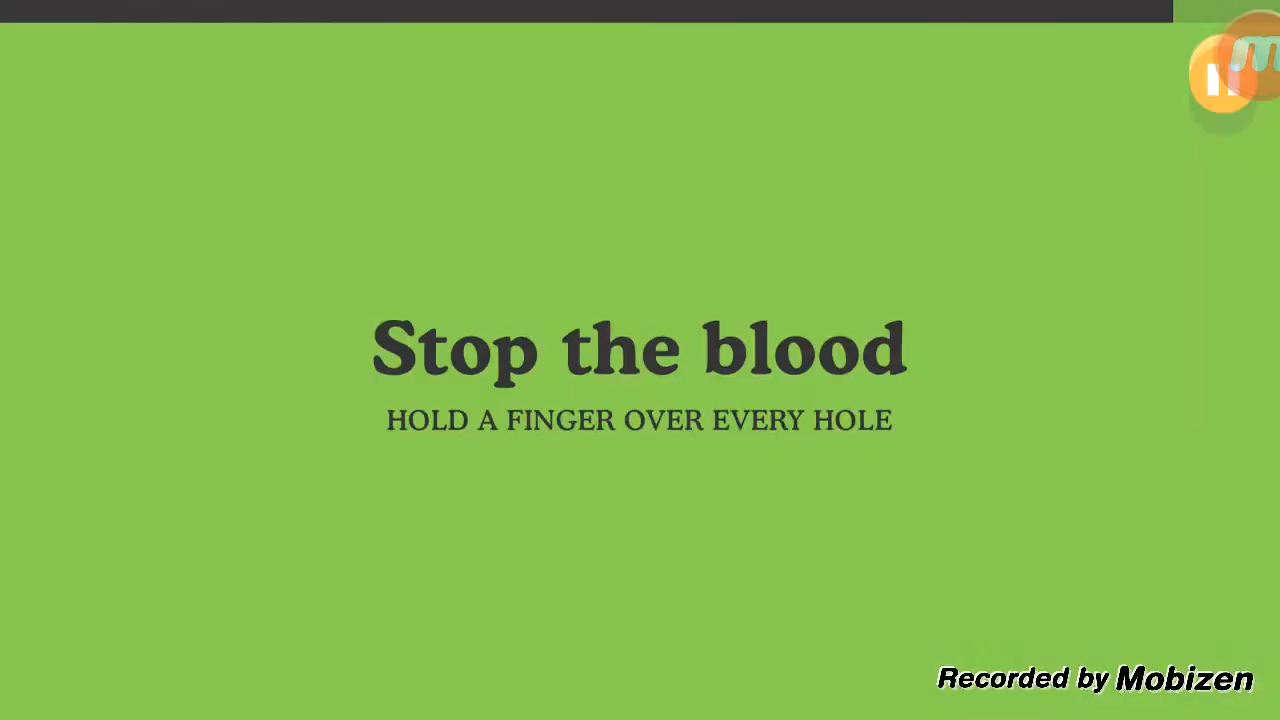 m
Stop the blood
HOLD A FINGER OVER EVERY HOLE
Recorded by Mobizen